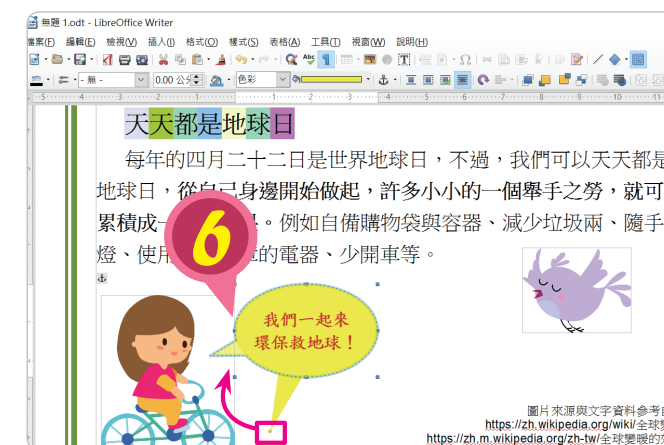 無題 1.odt - LibreOffice Writer
檔案(F) 編輯(E) 檢視(V) 插入(I) 格式(O) 樣式(S) 表格(A) 工具(T) 視窗(W) 說明(H)
- 無 - 0.00 公分 色彩
天天都是地球日
每年的四月二十二日是世界地球日，不過，我們可以天天都是
地球日，從自己身邊開始做起，許多小小的一個舉手之勞，就可
累積成一
。例如自備購物袋與容器、減少垃圾兩、隨手
燈、使用
的電器、少開車等。
6
我們一起來
環保救地球！
圖片來源與文字資料參考自
https://zh.wikipedia.org/wiki/全球
https://zh.m.wikipedia.org/zh-tw/全球變暖的